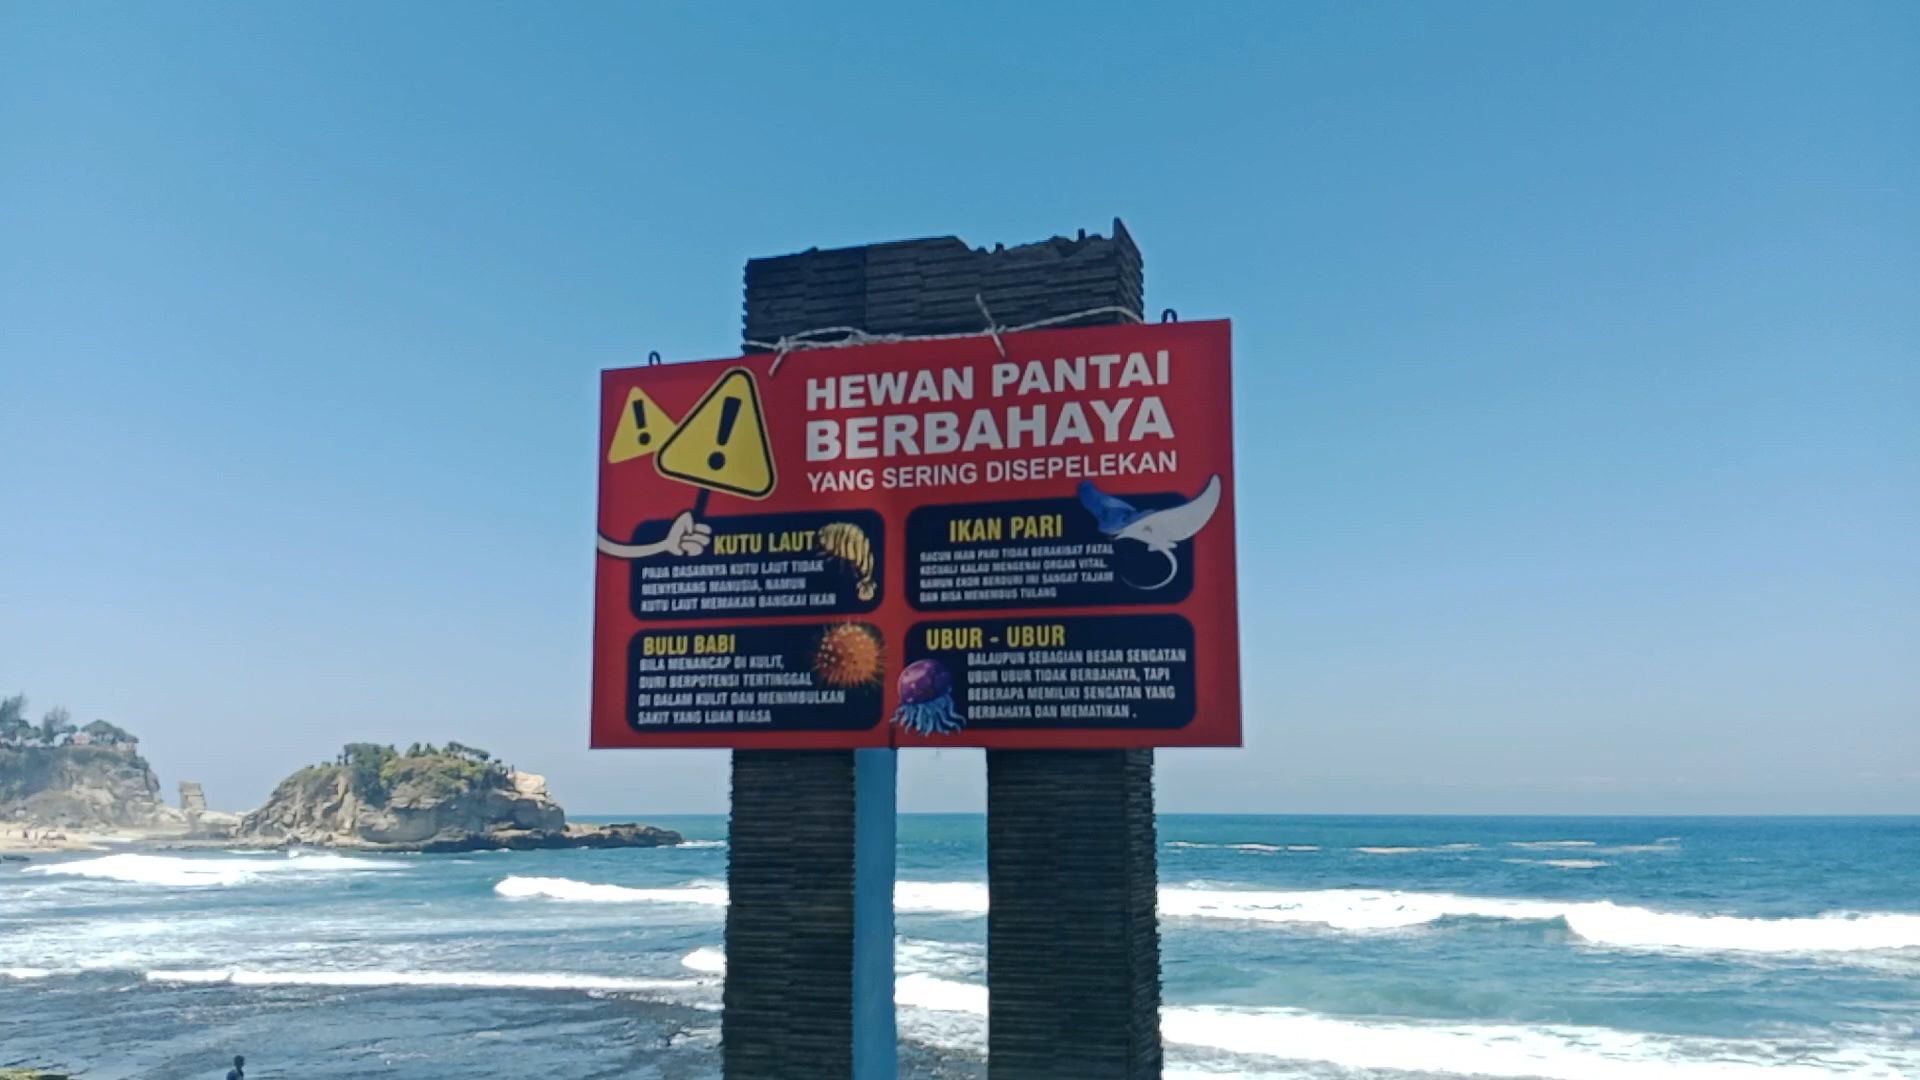 HEWAN PANTAI
BERBAHAYA
YANG SERING DISEPELEKAN
KUTU LAUT
PADA DASARNYA KUTU LAUT TIDAK
MENYERANG MANUSIA, NAMUN
KUTU LAUT MEMAKAN BANGKAI IKAN
IKAN PARI
RACUN IKAN PARI TIDAK BERAKIBAT FATAL
KECUALI KALAU MENGENAI ORGAN VITAL.
NAMUN EKOR BERDURI INI SANGAT TAJAM
DAN BISA MENEMBUS TULANG
BULU BABI
BILA MENANCAP DI KULIT,
DURI BERPOTENSI TERTINGGAL
DI DALAM KULIT DAN MENIMBULKAN
SAKIT YANG LUAR BIASA
UBUR - UBUR
BALAUPUN SEBAGIAN BESAR SENGATAN
UBUR UBUR TIDAK BERBAHAYA, TAPI
BEBERAPA MEMILIKI SENGATAN YANG
BERBAHAYA DAN MEMATIKAN .